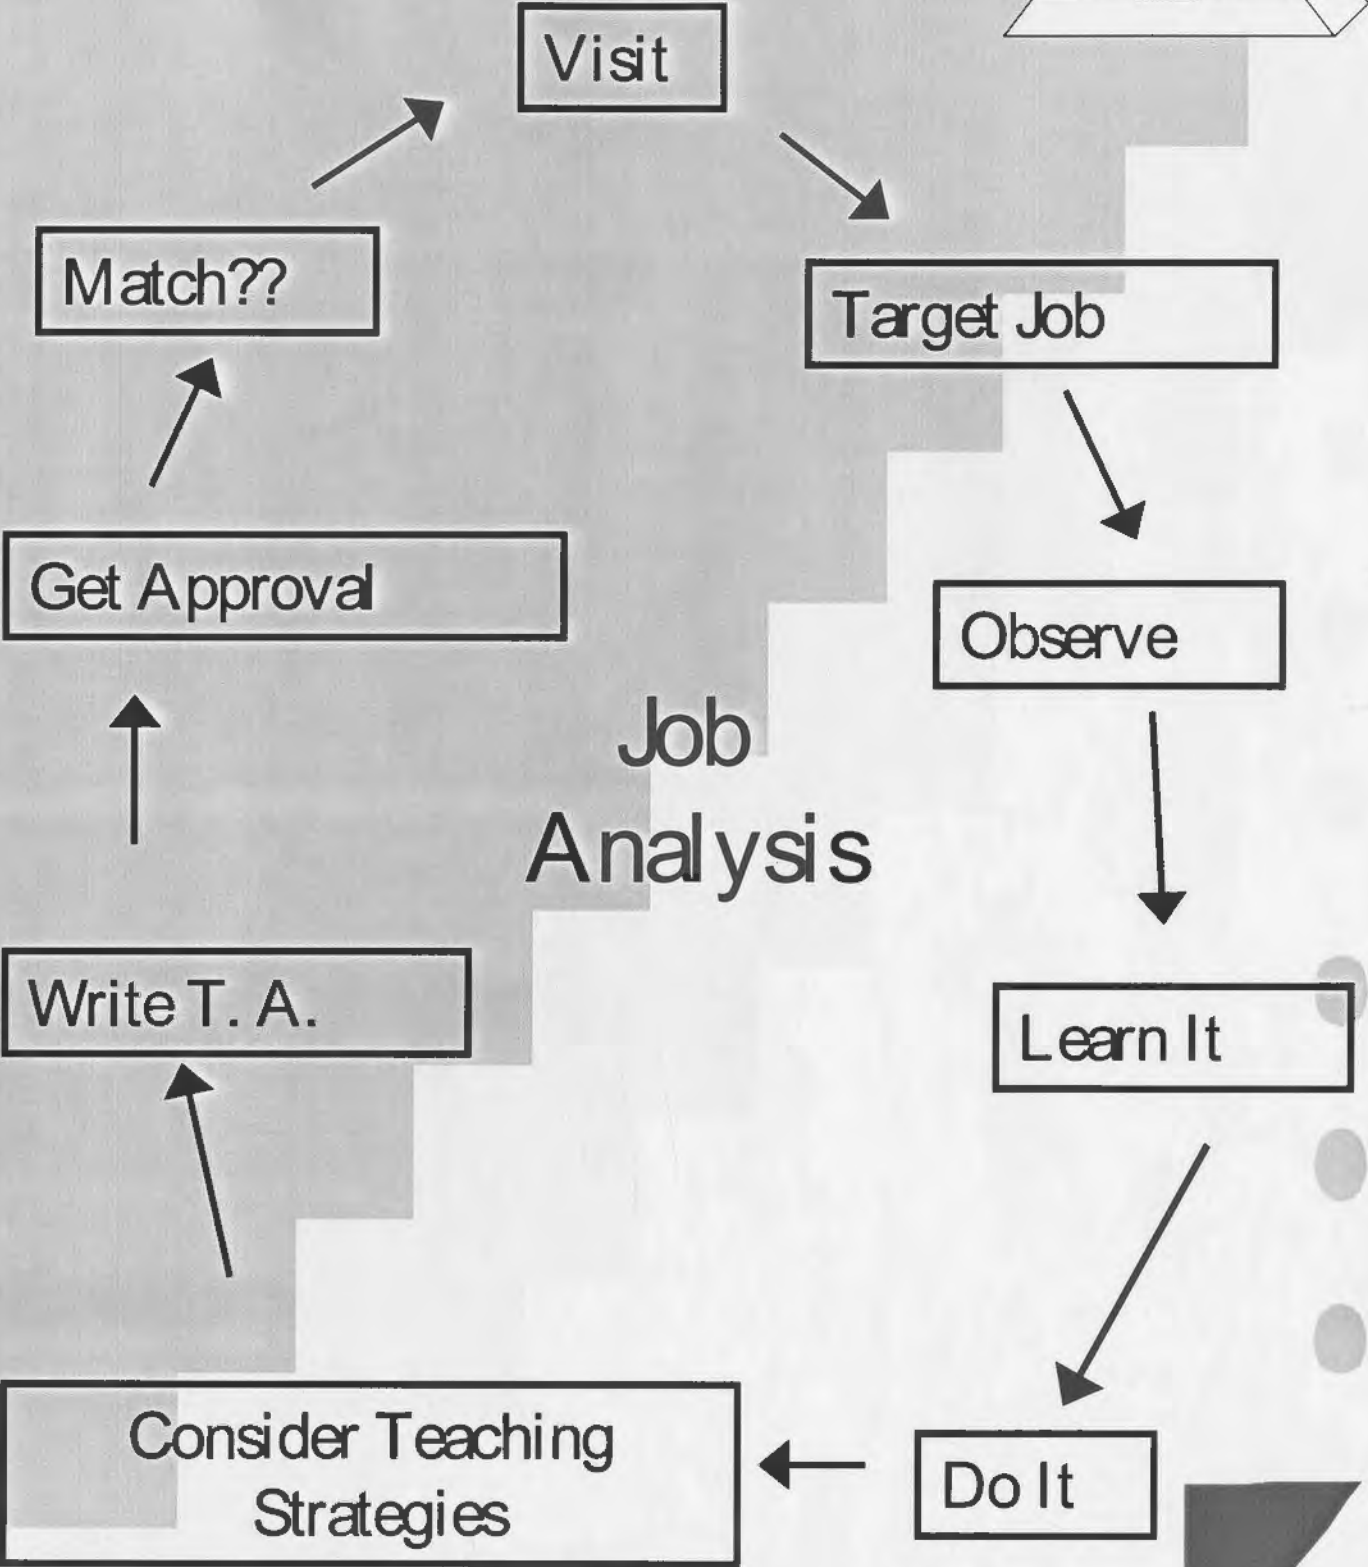 Visit
Match??
Target Job
Get Approval
Observe
Job
Analysis
Write T. A.
Learn It
Consider Teaching
Strategies
Do It